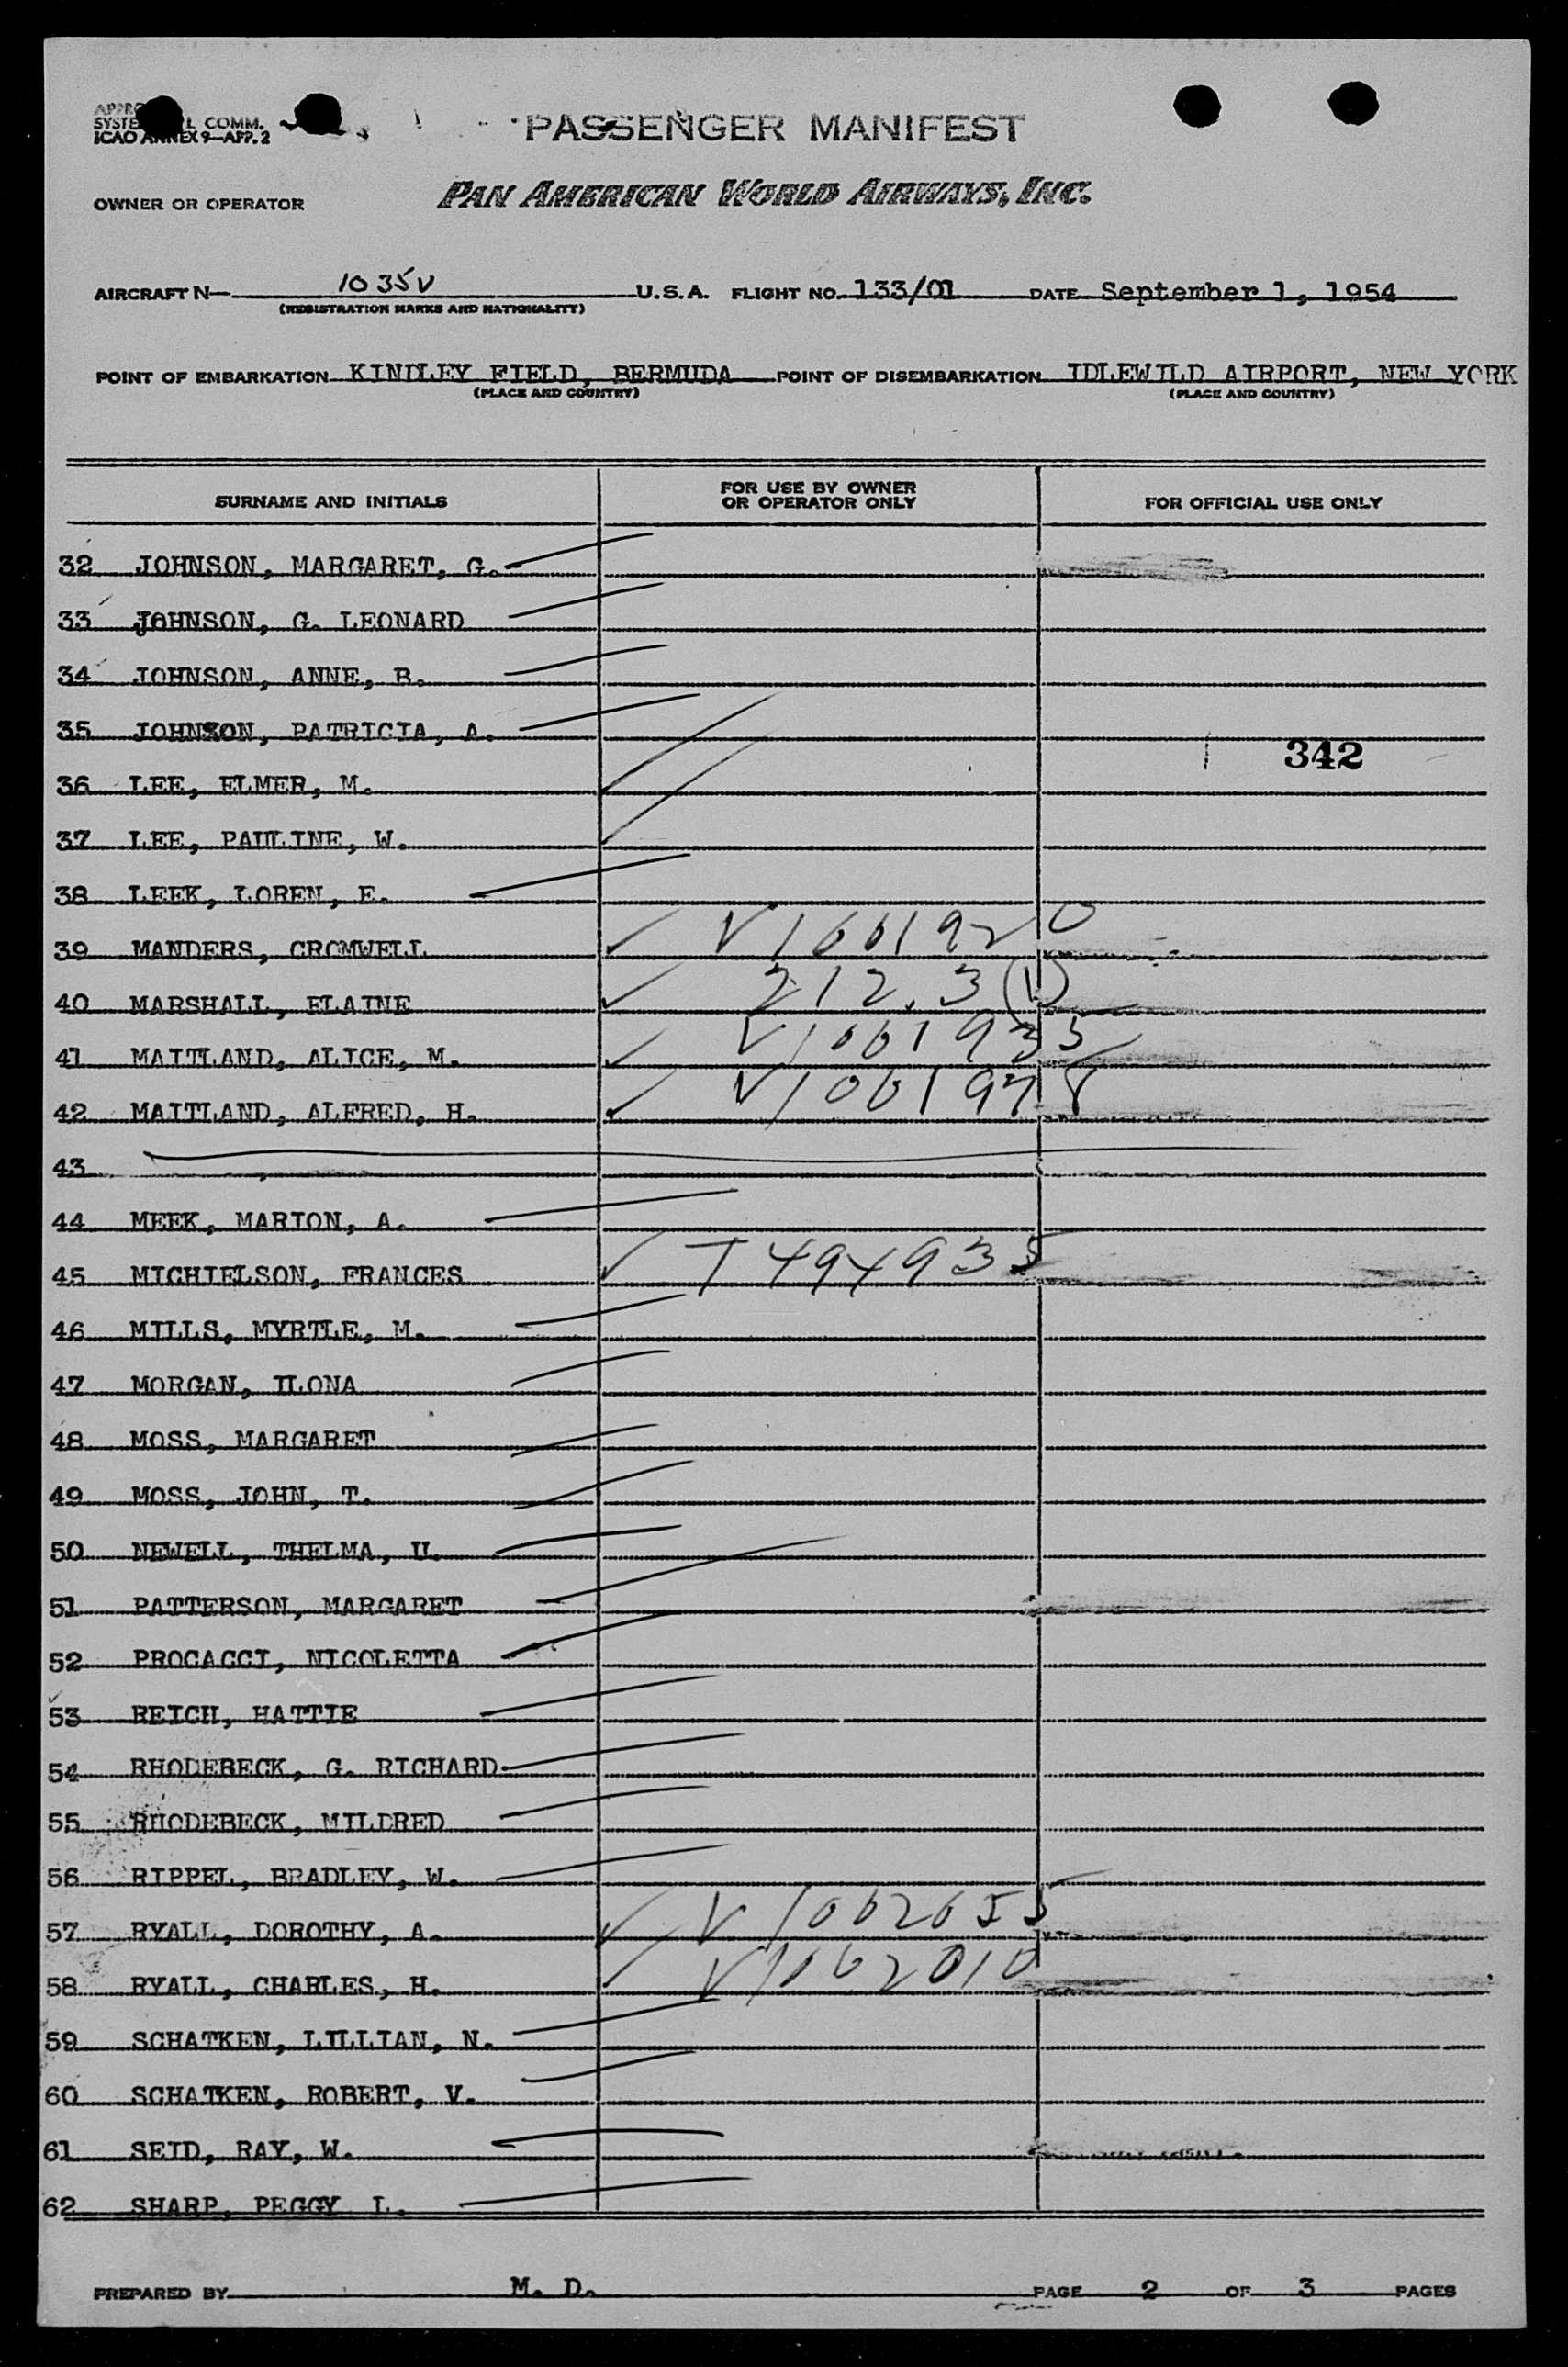 ICAO ANNEX 9—APP. 2
PASSENGER MANIFEST
OWNER OR OPERATOR PAN AMERICAN WORLD AIRWAYS, INC.
AIRCRAFT N— 1035V U.S.A. FLIGHT NO. 133/01 DATE September 1, 1954
(REGISTRATION MARKS AND NATIONALITY)
POINT OF EMBARKATION KINDLEY FIELD, BERMUDA POINT OF DISEMBARKATION IDLEWILD AIRPORT, NEW YORK
(PLACE AND COUNTRY) (PLACE AND COUNTRY)
SURNAME AND INITIALS FOR USE BY OWNER OR OPERATOR ONLY FOR OFFICIAL USE ONLY
32 JOHNSON, MARGARET, G.
33 JOHNSON, G. LEONARD
34 JOHNSON, ANNE, B.
35 JOHNSON, PATRICIA, A.
342
36 LEE, ELMER, M.
37 LEE, PAULINE, W.
38 LEEK, LOREN, E.
39 MANDERS, CROMWELL ✓ V1001920
40 MARSHALL, ELAINE ✓ 212.3(1)
41 MAITLAND, ALICE, M. ✓ V1001935
42 MAITLAND, ALFRED, H. ✓
43
44 MEEK, MARION, A.
45 MICHIELSON, FRANCES ✓ T494935
46 MILLS, MYRTLE, M.
47 MORGAN, ILONA
48 MOSS, MARGARET
49 MOSS, JOHN, T.
50 NEWELL, THELMA, U.
51 PATTERSON, MARGARET
52 PROCACCI, NICOLETTA
53 REICH, HATTIE
54 RHODEBECK, G. RICHARD
55 RHODEBECK, MILDRED
56 RIPPEL, BRADLEY, W.
57 RYALL, DOROTHY, A. ✓ V1002055
58 RYALL, CHARLES, H. ✓ V1002010
59 SCHATKEN, LILLIAN, N.
60 SCHATKEN, ROBERT, V.
61 SEID, RAY, W.
62 SHARP, PEGGY L.
PREPARED BY M. D. PAGE 2 OF 3 PAGES